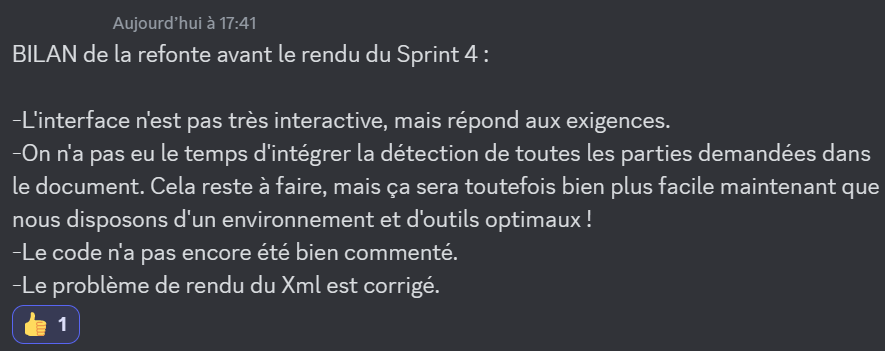 Aujourd’hui à 17:41
BILAN de la refonte avant le rendu du Sprint 4 :
-L'interface n'est pas très interactive, mais répond aux exigences.
-On n'a pas eu le temps d'intégrer la détection de toutes les parties demandées dans
le document. Cela reste à faire, mais ça sera toutefois bien plus facile maintenant que
nous disposons d'un environnement et d'outils optimaux !
-Le code n'a pas encore été bien commenté.
-Le problème de rendu du Xml est corrigé.
1